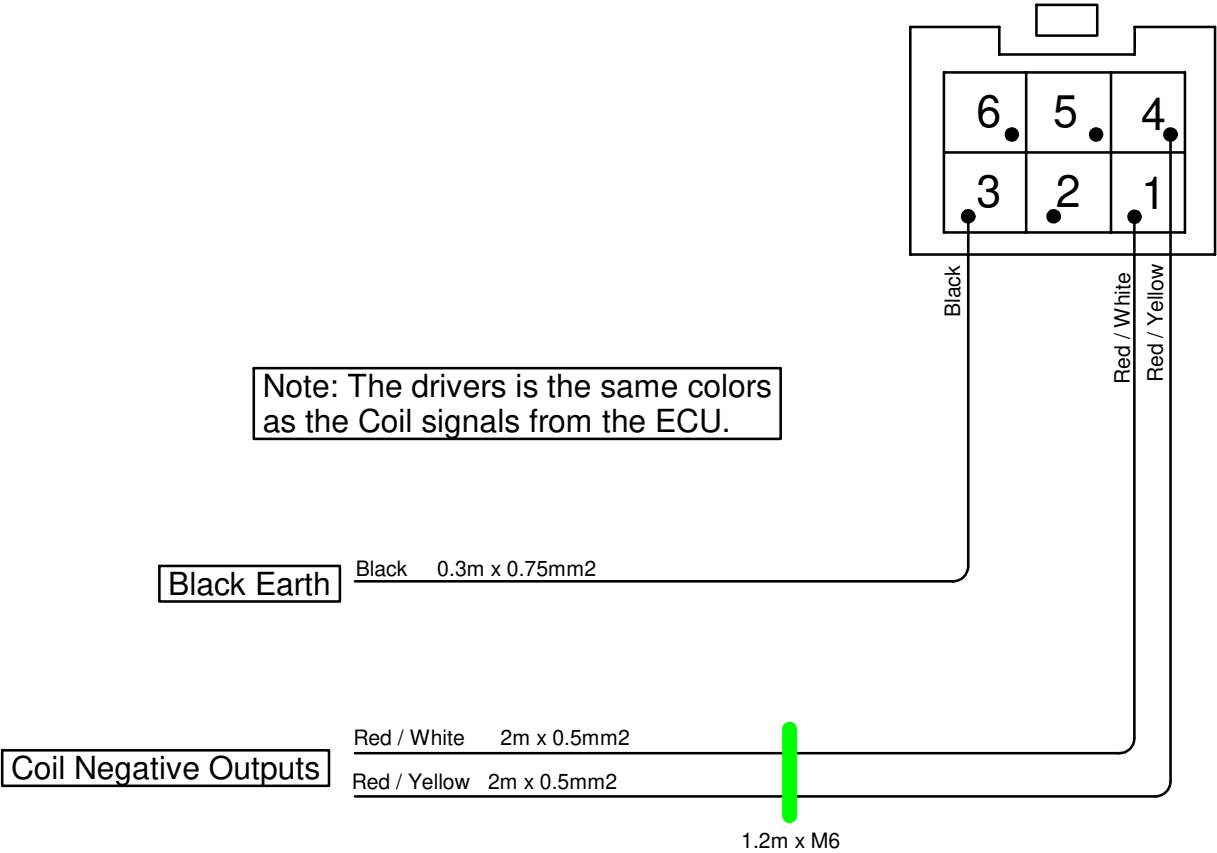 6 5 4
3 2 1
Black
Red / White
Red / Yellow
Note: The drivers is the same colors
as the Coil signals from the ECU.
Black Earth
Black 0.3m x 0.75mm2
Coil Negative Outputs
Red / White 2m x 0.5mm2
Red / Yellow 2m x 0.5mm2
1.2m x M6